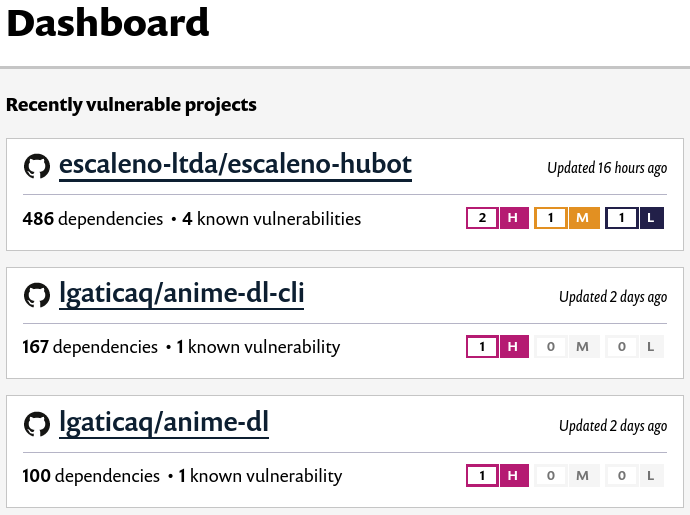 Dashboard
Recently vulnerable projects
escaleno-ltda/escaleno-hubot
Updated 16 hours ago
486 dependencies • 4 known vulnerabilities
2 H 1 M 1 L
lgaticaq/anime-dl-cli
Updated 2 days ago
167 dependencies • 1 known vulnerability
1 H 0 M 0 L
lgaticaq/anime-dl
Updated 2 days ago
100 dependencies • 1 known vulnerability
1 H 0 M 0 L